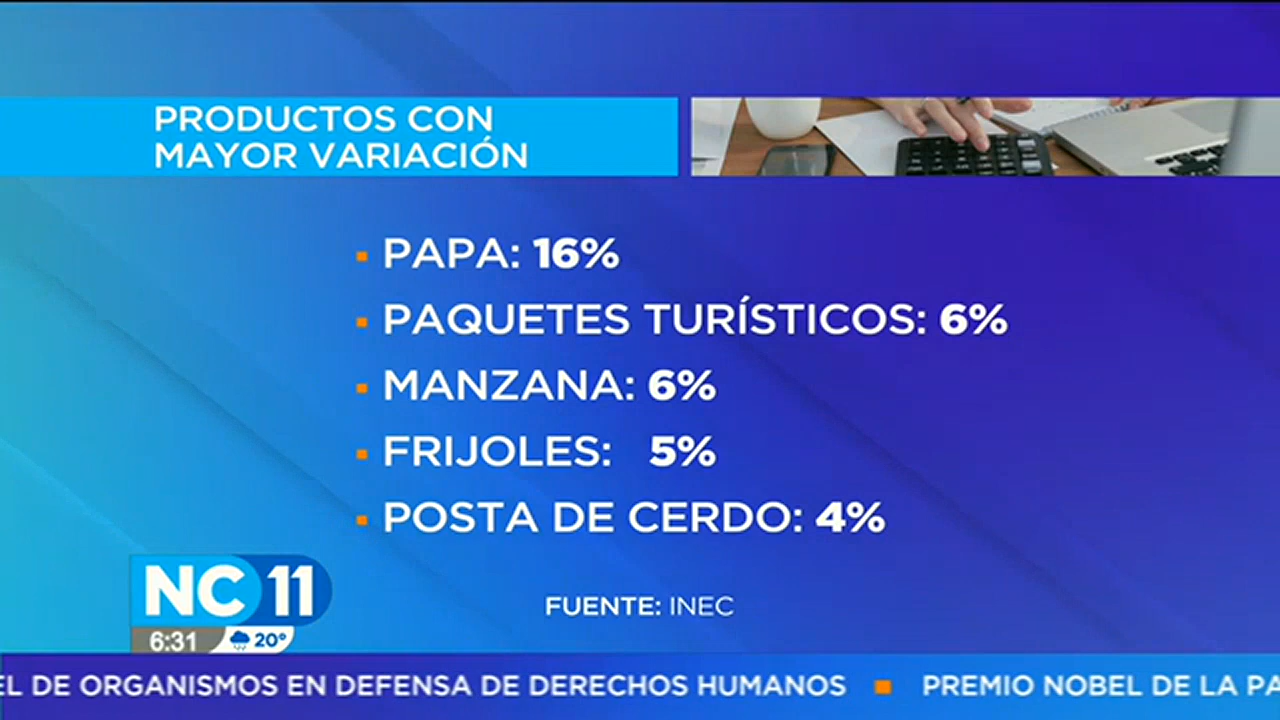 PRODUCTOS CON
MAYOR VARIACIÓN
PAPA: 16%
PAQUETES TURÍSTICOS: 6%
MANZANA: 6%
FRIJOLES: 5%
POSTA DE CERDO: 4%
FUENTE: INEC
NC 11
6:31 20°
EL DE ORGANISMOS EN DEFENSA DE DERECHOS HUMANOS PREMIO NOBEL DE LA PA